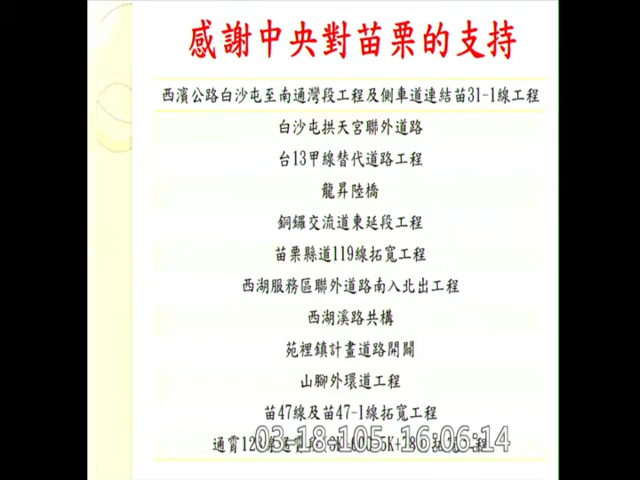 感謝中央對苗栗的支持
西濱公路白沙屯至南通灣段工程及側車道連結苗31-1線工程
白沙屯拱天宮聯外道路
台13甲線替代道路工程
龍昇陸橋
銅鑼交流道東延段工程
苗栗縣道119線拓寬工程
西湖服務區聯外道路南入北出工程
西湖溪路共構
苑裡鎮計畫道路開闢
山腳外環道工程
苗47線及苗47-1線拓寬工程
通霄12
03-18-105 16:06:14